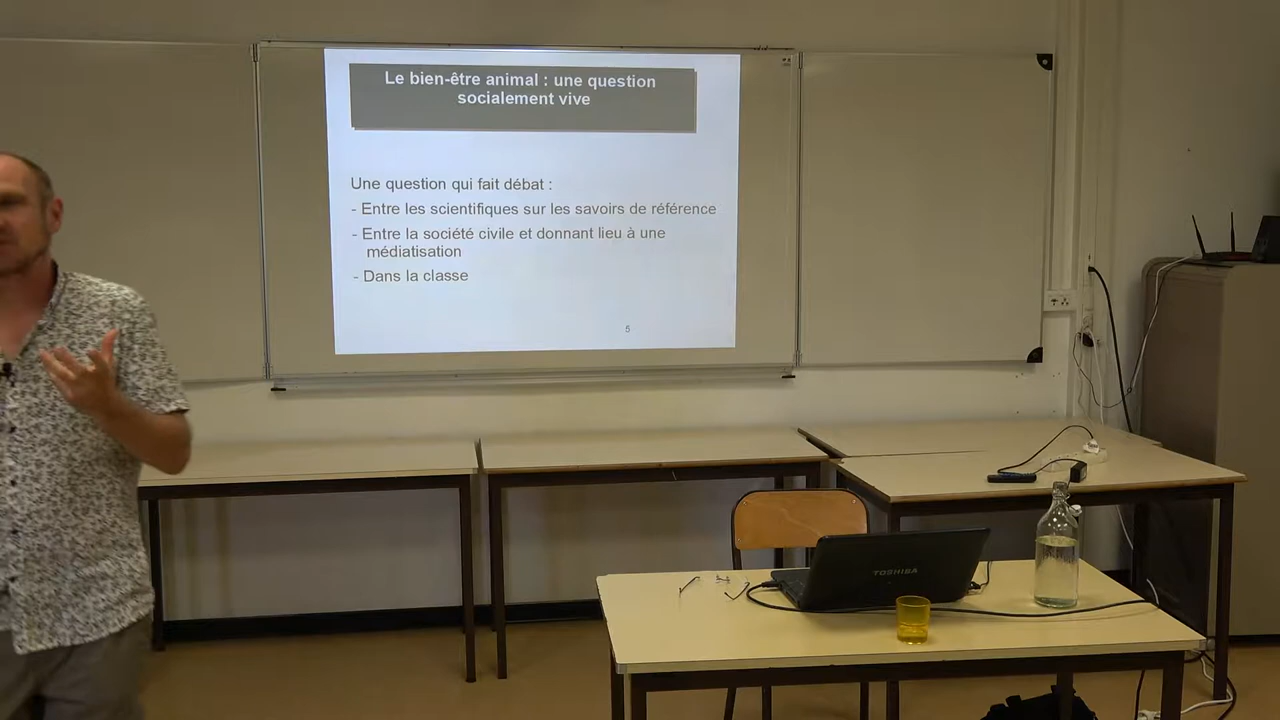 Le bien-être animal : une question
socialement vive
Une question qui fait débat :
- Entre les scientifiques sur les savoirs de référence
- Entre la société civile et donnant lieu à une
médiatisation
- Dans la classe
5
TOSHIBA